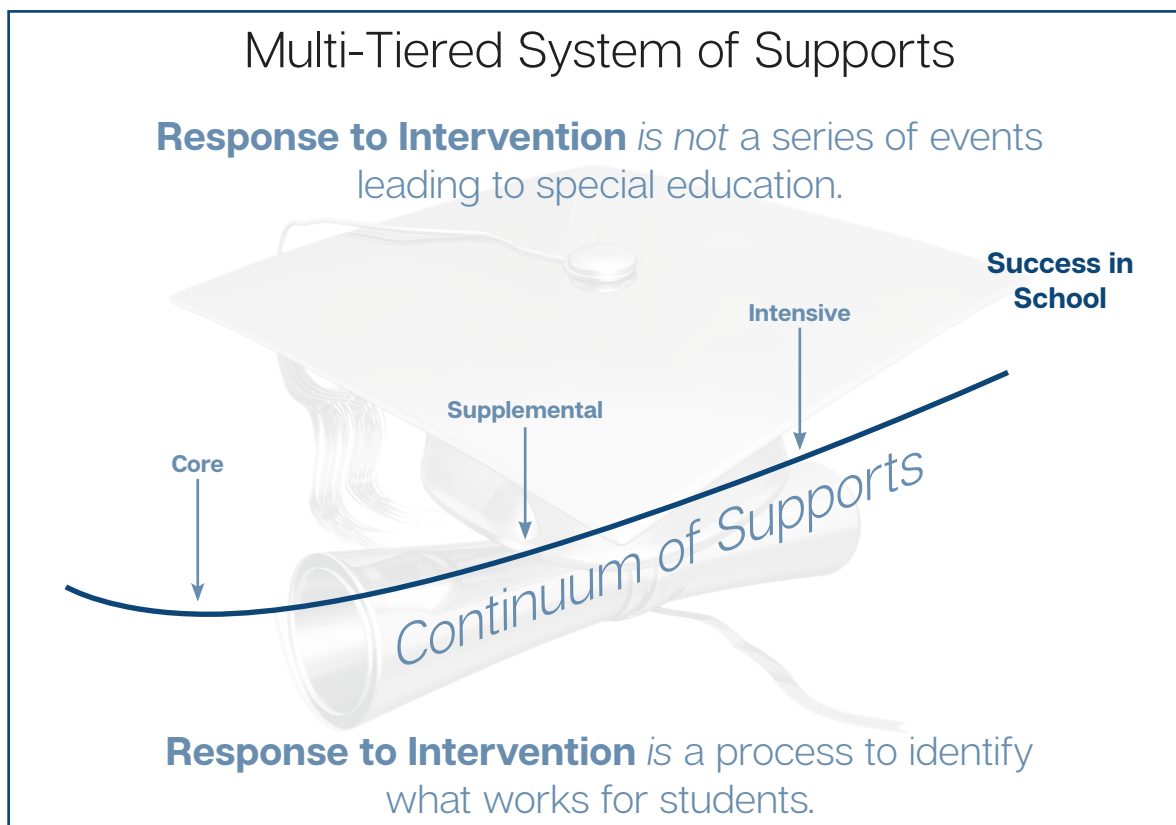 Multi-Tiered System of Supports
Response to Intervention is not a series of events
leading to special education.
Success in
School
Intensive
Supplemental
Core
Continuum of Supports
Response to Intervention is a process to identify
what works for students.